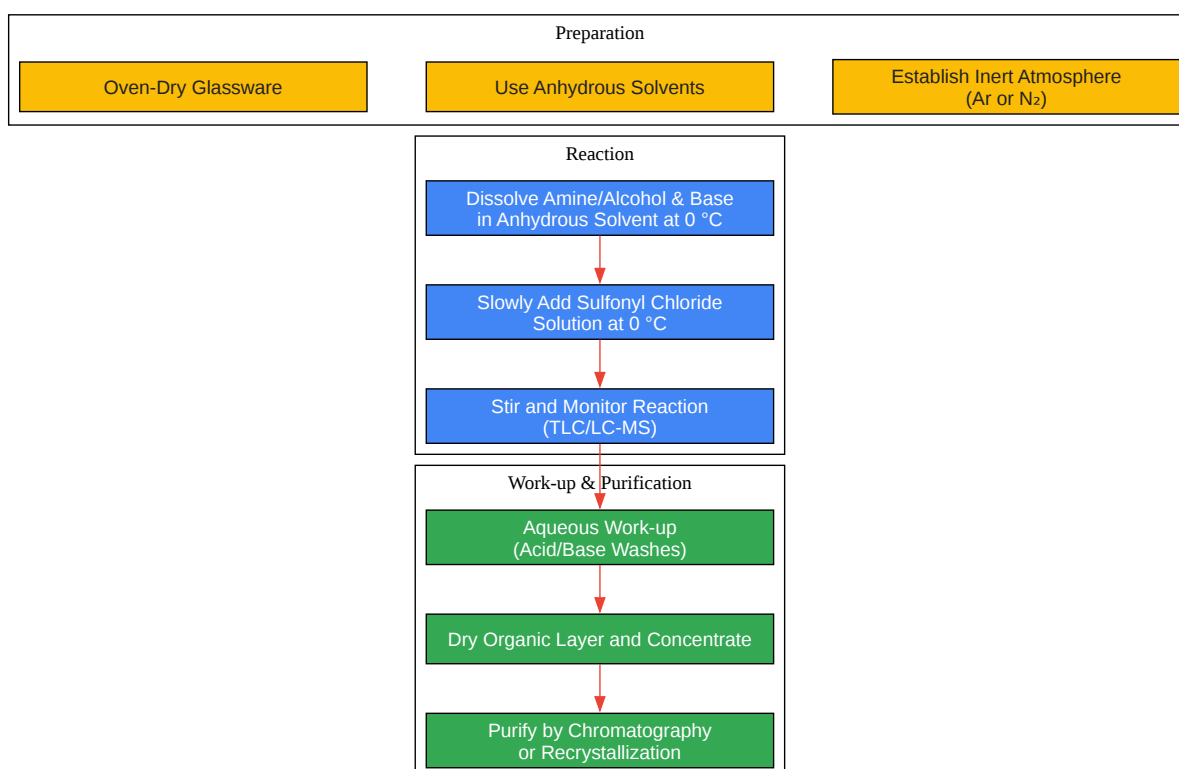 Preparation
Oven-Dry Glassware
Use Anhydrous Solvents
Establish Inert Atmosphere
(Ar or N₂)
Reaction
Dissolve Amine/Alcohol & Base
in Anhydrous Solvent at 0 °C
Slowly Add Sulfonyl Chloride
Solution at 0 °C
Stir and Monitor Reaction
(TLC/LC-MS)
Work-up & Purification
Aqueous Work-up
(Acid/Base Washes)
Dry Organic Layer and Concentrate
Purify by Chromatography
or Recrystallization